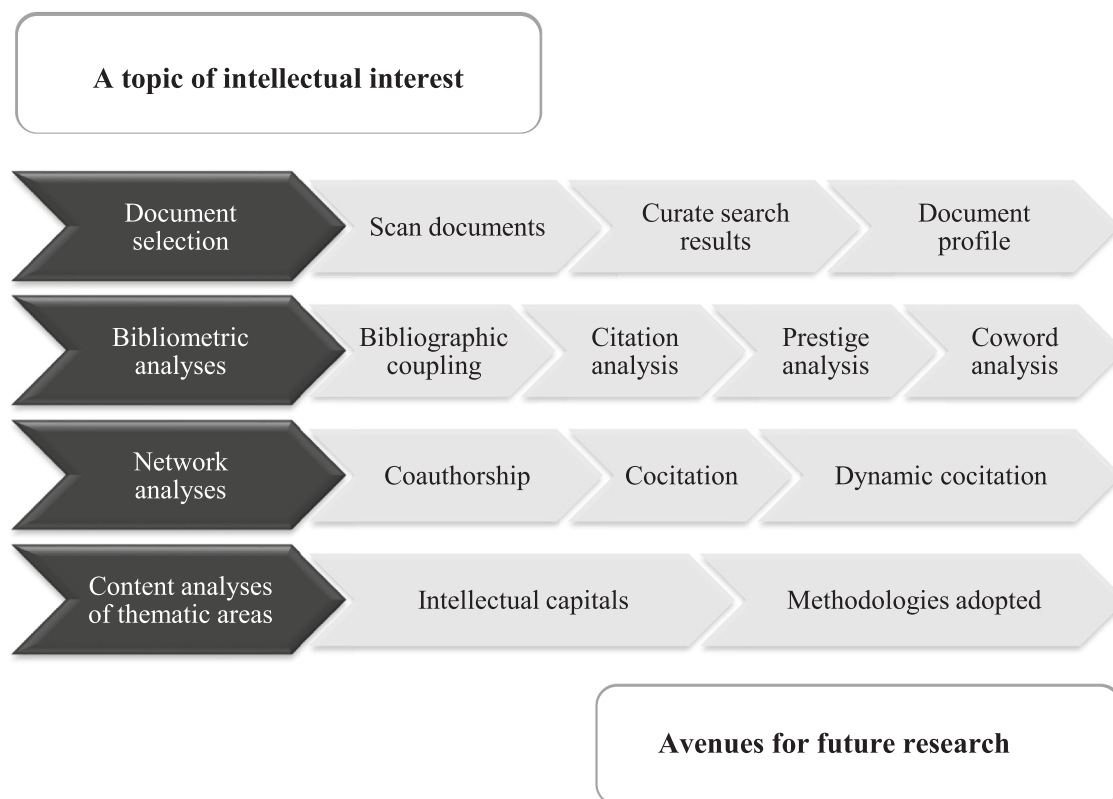 A topic of intellectual interest
Document
selection
Scan documents
Curate search
results
Document
profile
Bibliometric
analyses
Bibliographic
coupling
Citation
analysis
Prestige
analysis
Coword
analysis
Network
analyses
Coauthorship
Cocitation
Dynamic cocitation
Content analyses
of thematic areas
Intellectual capitals
Methodologies adopted
Avenues for future research